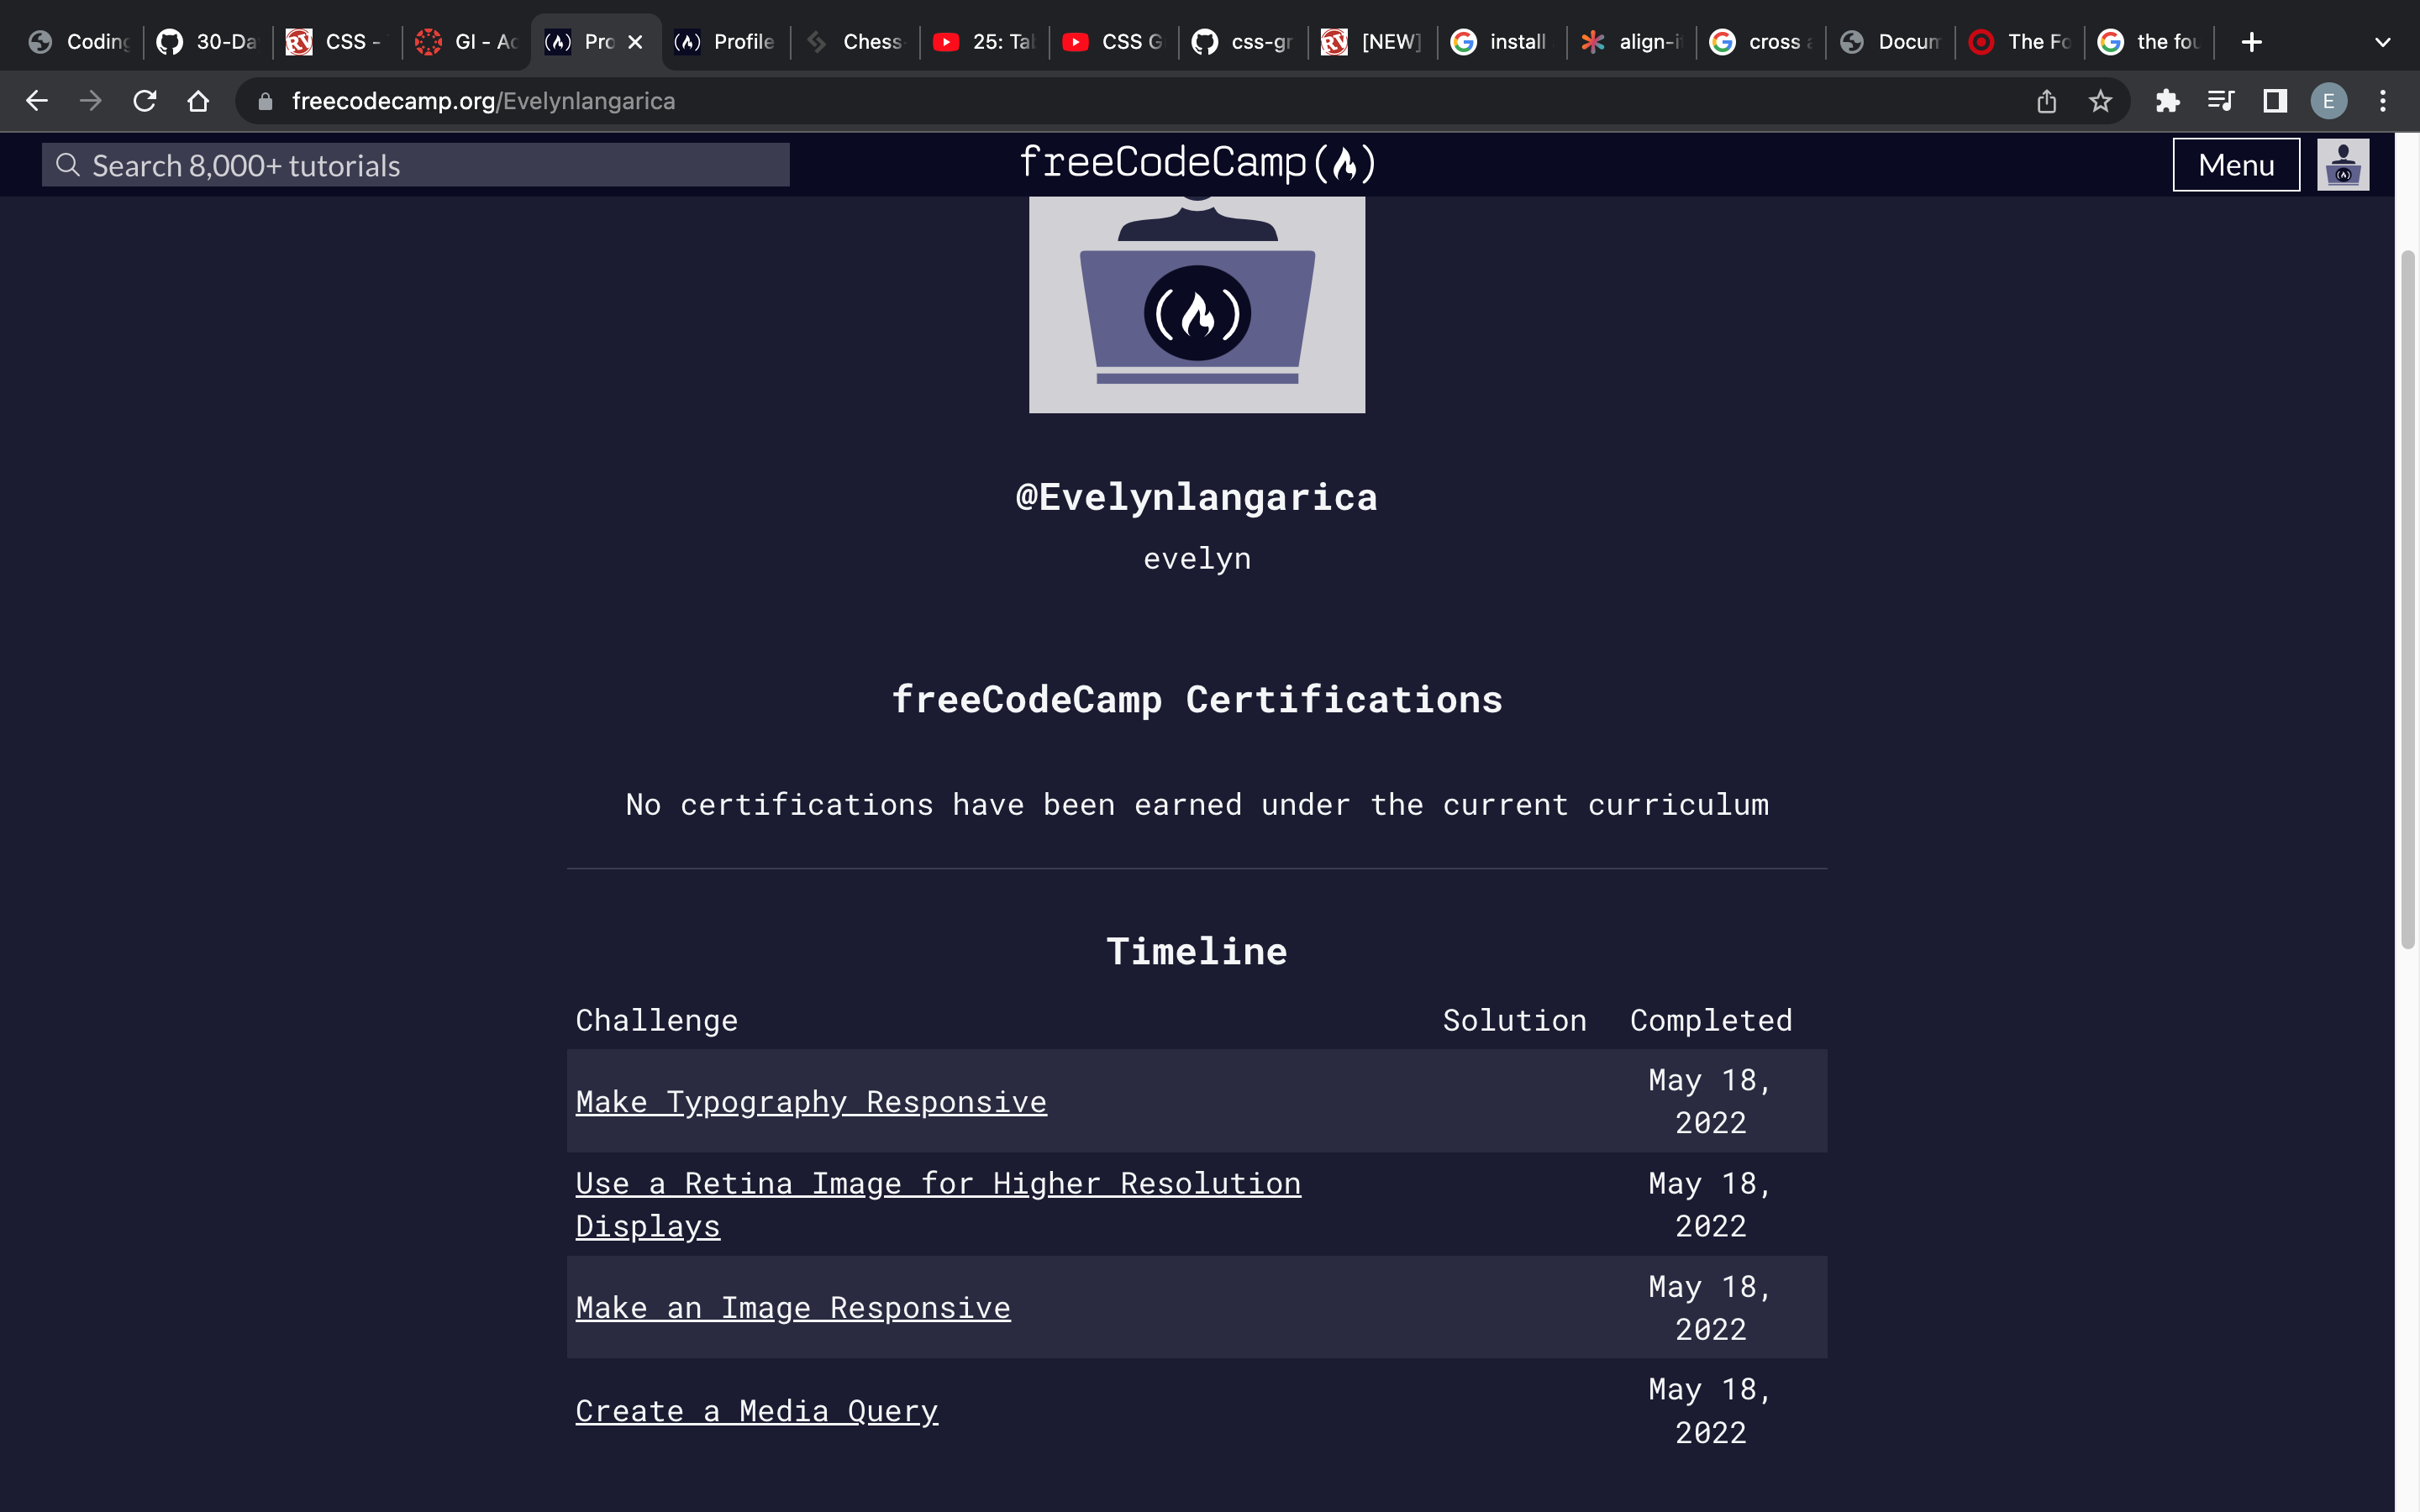 Coding 30-Da CSS - GI - Ac Pro Profile Chess- 25: Tal CSS G css-gr [NEW] install align-i cross a Docum The Fo the fou
freecodecamp.org/Evelynlangarica E
Search 8,000+ tutorials freeCodeCamp(🔥) Menu
@Evelynlangarica
evelyn
freeCodeCamp Certifications
No certifications have been earned under the current curriculum
Timeline
Challenge Solution Completed
Make Typography Responsive May 18,
2022
Use a Retina Image for Higher Resolution May 18,
Displays 2022
Make an Image Responsive May 18,
2022
Create a Media Query May 18,
2022